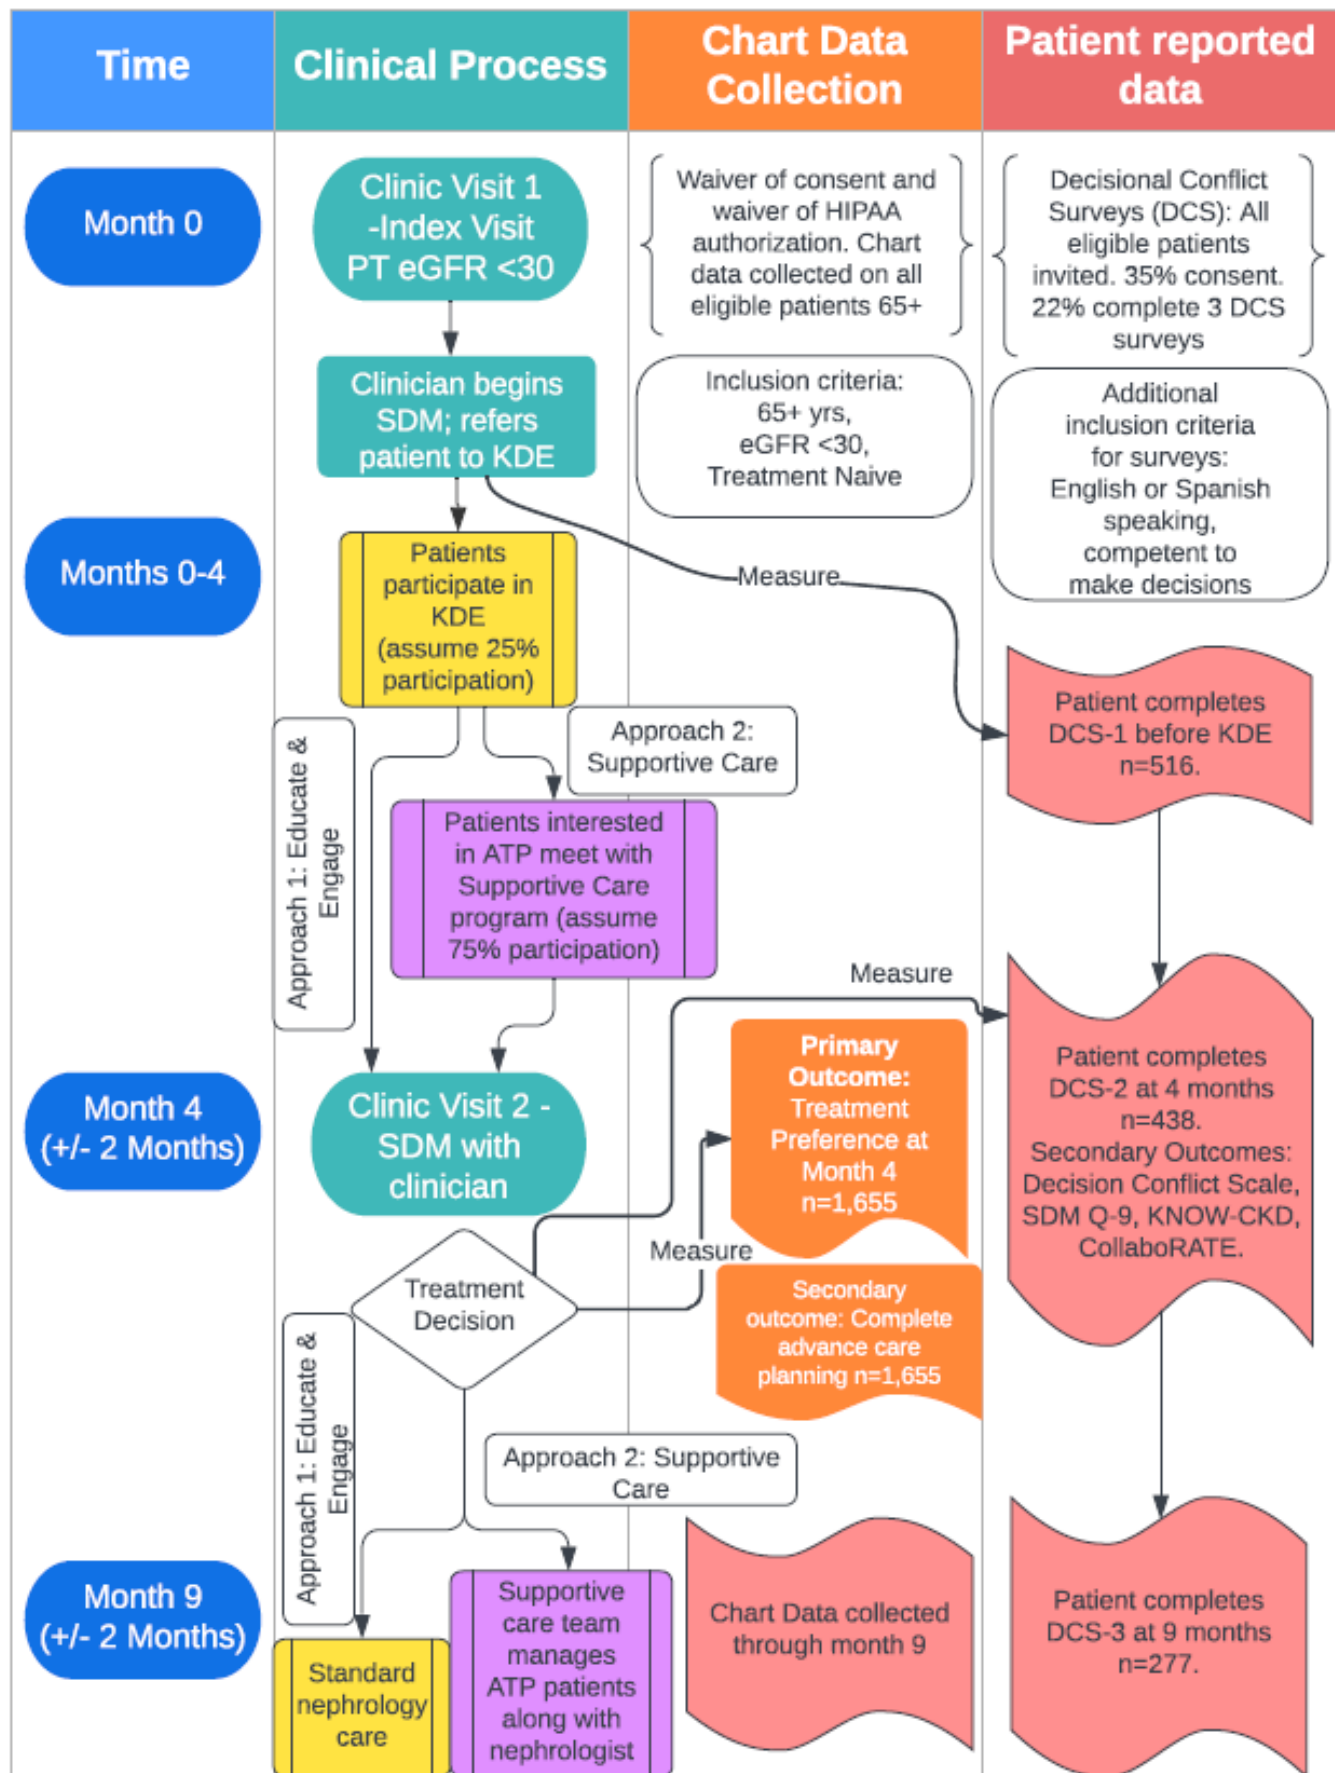 Time
Clinical Process
Chart Data
Collection
Patient reported
data
Month 0
Clinic Visit 1
-Index Visit
PT eGFR <30
Waiver of consent and
waiver of HIPAA
authorization. Chart
data collected on all
eligible patients 65+
Decisional Conflict
Surveys (DCS): All
eligible patients
invited. 35% consent.
22% complete 3 DCS
surveys
Clinician begins
SDM; refers
patient to KDE
Inclusion criteria:
65+ yrs,
eGFR <30,
Treatment Naive
Additional
inclusion criteria
for surveys:
English or Spanish
speaking,
competent to
make decisions
Months 0-4
Patients
participate in
KDE
(assume 25%
participation)
Measure
Patient completes
DCS-1 before KDE
n=516.
Approach 1: Educate &
Engage
Approach 2:
Supportive Care
Patients interested
in ATP meet with
Supportive Care
program (assume
75% participation)
Measure
Month 4
(+/- 2 Months)
Clinic Visit 2 -
SDM with
clinician
Primary
Outcome:
Treatment
Preference at
Month 4
n=1,655
Patient completes
DCS-2 at 4 months
n=438.
Secondary Outcomes:
Decision Conflict Scale,
SDM Q-9, KNOW-CKD,
CollaboRATE.
Measure
Treatment
Decision
Secondary
outcome: Complete
advance care
planning n=1,655
Approach 1: Educate &
Engage
Approach 2: Supportive
Care
Month 9
(+/- 2 Months)
Standard
nephrology
care
Supportive
care team
manages
ATP patients
along with
nephrologist
Chart Data collected
through month 9
Patient completes
DCS-3 at 9 months
n=277.